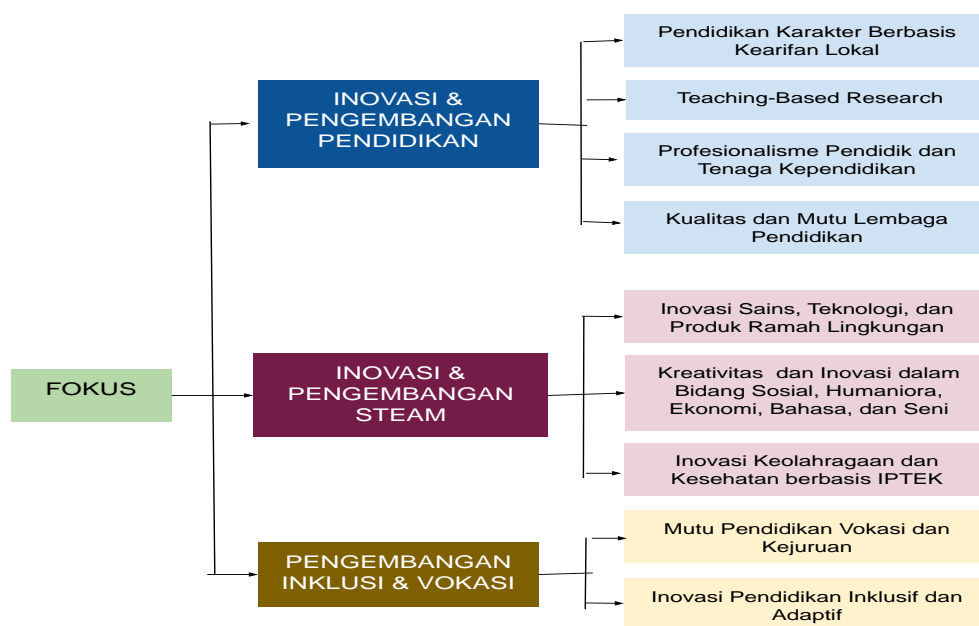 FOKUS
INOVASI &
PENGEMBANGAN
PENDIDIKAN
Pendidikan Karakter Berbasis
Kearifan Lokal
Teaching-Based Research
Profesionalisme Pendidik dan
Tenaga Kependidikan
Kualitas dan Mutu Lembaga
Pendidikan
INOVASI &
PENGEMBANGAN
STEAM
Inovasi Sains, Teknologi, dan
Produk Ramah Lingkungan
Kreativitas dan Inovasi dalam
Bidang Sosial, Humaniora,
Ekonomi, Bahasa, dan Seni
Inovasi Keolahragaan dan
Kesehatan berbasis IPTEK
PENGEMBANGAN
INKLUSI & VOKASI
Mutu Pendidikan Vokasi dan
Kejuruan
Inovasi Pendidikan Inklusif dan
Adaptif